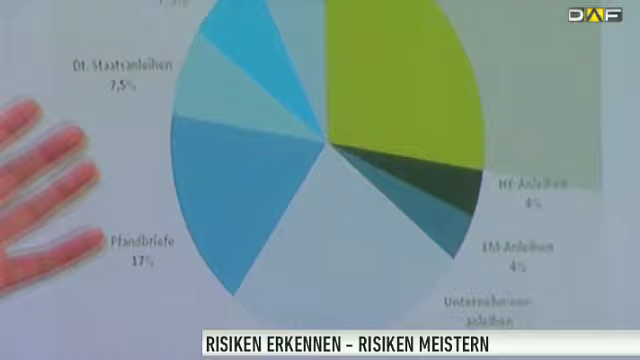 DAF
Dt. Staatsanleihen
7,5%
HY-Anleihen
4%
EM-Anleihen
4%
Pfandbriefe
17%
Unternehmens-
anleihen
RISIKEN ERKENNEN – RISIKEN MEISTERN